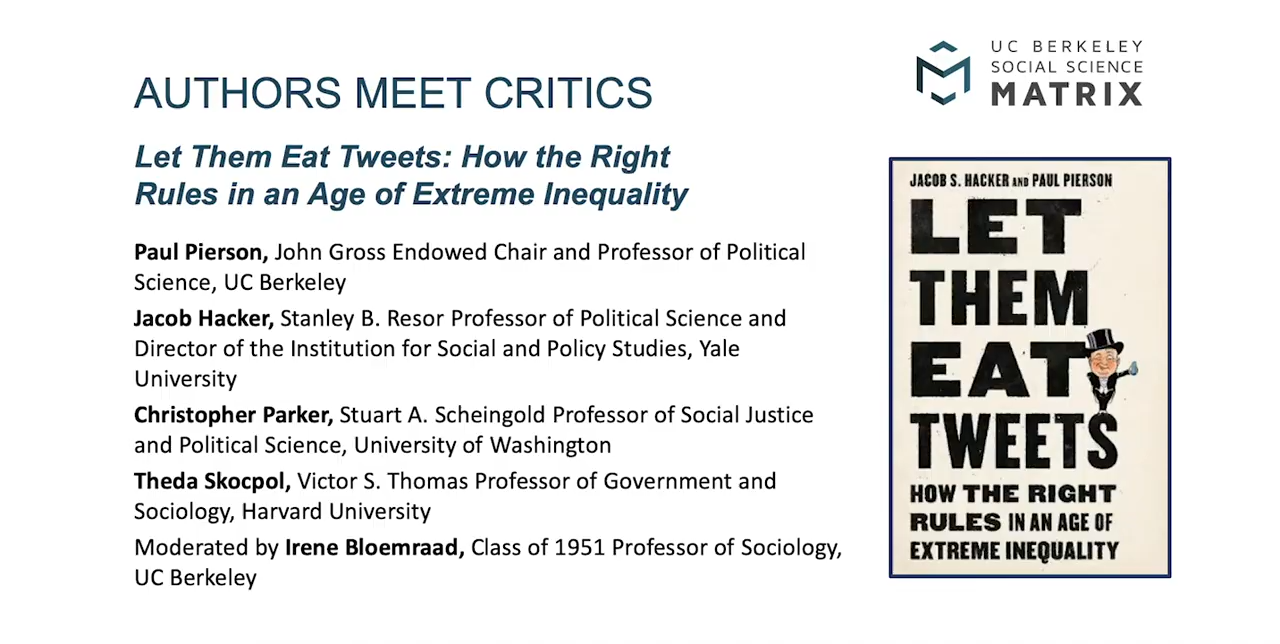 UC BERKELEY
SOCIAL SCIENCE
MATRIX
AUTHORS MEET CRITICS
Let Them Eat Tweets: How the Right
Rules in an Age of Extreme Inequality
Paul Pierson, John Gross Endowed Chair and Professor of Political
Science, UC Berkeley
Jacob Hacker, Stanley B. Resor Professor of Political Science and
Director of the Institution for Social and Policy Studies, Yale
University
Christopher Parker, Stuart A. Scheingold Professor of Social Justice
and Political Science, University of Washington
Theda Skocpol, Victor S. Thomas Professor of Government and
Sociology, Harvard University
Moderated by Irene Bloemraad, Class of 1951 Professor of Sociology,
UC Berkeley
JACOB S. HACKER AND PAUL PIERSON
LET
THEM
EAT
TWEETS
HOW THE RIGHT
RULES IN AN AGE OF
EXTREME INEQUALITY